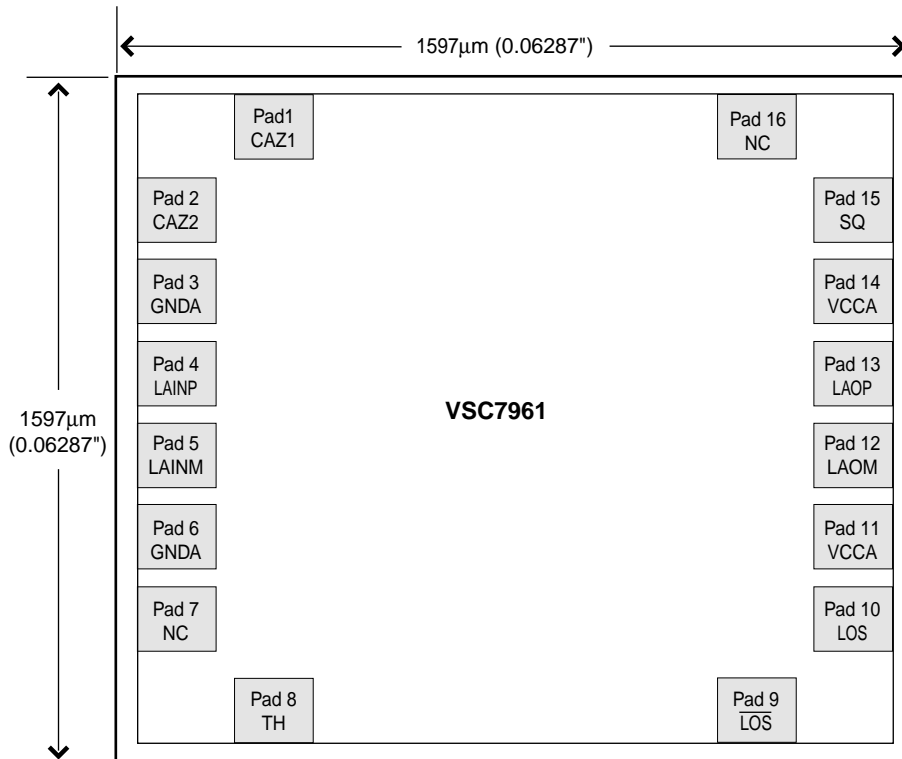 1597μm (0.06287")
Pad1
CAZ1
Pad 16
NC
Pad 2
CAZ2
Pad 15
SQ
Pad 3
GNDA
Pad 14
VCCA
Pad 4
LAINP
Pad 13
LAOP
VSC7961
1597μm
(0.06287")
Pad 5
LAINM
Pad 12
LAOM
Pad 6
GNDA
Pad 11
VCCA
Pad 7
NC
Pad 10
LOS
Pad 8
TH
Pad 9
L̅O̅S̅